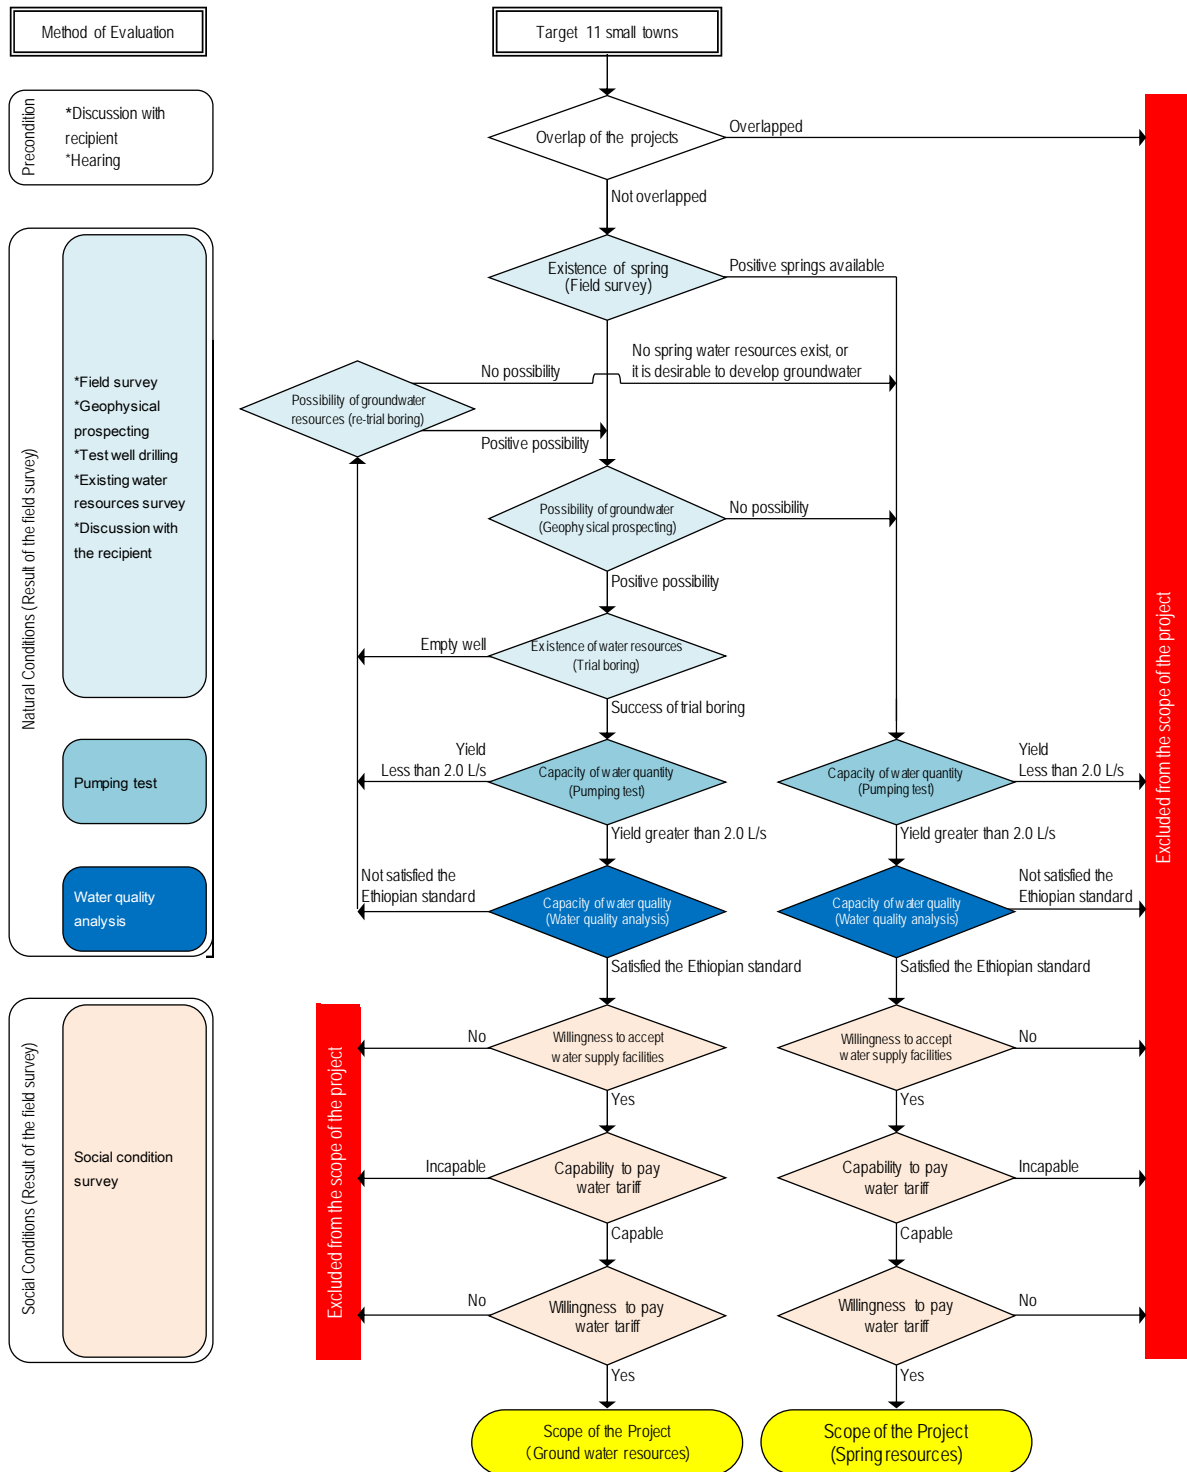 Method of Evaluation
Target 11 small towns
Precondition
*Discussion with
recipient
*Hearing
Overlap of the projects
Overlapped
Not overlapped
Natural Conditions (Result of the field survey)
*Field survey
*Geophysical
prospecting
*Test well drilling
*Existing water
resources survey
*Discussion with
the recipient
Existence of spring
(Field survey)
Positive springs available
No spring water resources exist, or
it is desirable to develop groundwater
No possibility
Possibility of groundwater
resources (re-trial boring)
Positive possibility
Possibility of groundwater
(Geophysical prospecting)
No possibility
Positive possibility
Empty well
Existence of water resources
(Trial boring)
Success of trial boring
Pumping test
Yield
Less than 2.0 L/s
Capacity of water quantity
(Pumping test)
Capacity of water quantity
(Pumping test)
Yield
Less than 2.0 L/s
Yield greater than 2.0 L/s
Yield greater than 2.0 L/s
Water quality
analysis
Not satisfied the
Ethiopian standard
Capacity of water quality
(Water quality analysis)
Capacity of water quality
(Water quality analysis)
Not satisfied the
Ethiopian standard
Satisfied the Ethiopian standard
Satisfied the Ethiopian standard
Excluded from the scope of the project
Social Conditions (Result of the field survey)
Social condition
survey
Excluded from the scope of the project
No
Willingness to accept
water supply facilities
Willingness to accept
water supply facilities
No
Yes
Yes
Incapable
Capability to pay
water tariff
Capability to pay
water tariff
Incapable
Capable
Capable
No
Willingness to pay
water tariff
Willingness to pay
water tariff
No
Yes
Yes
Scope of the Project
(Ground water resources)
Scope of the Project
(Spring resources)